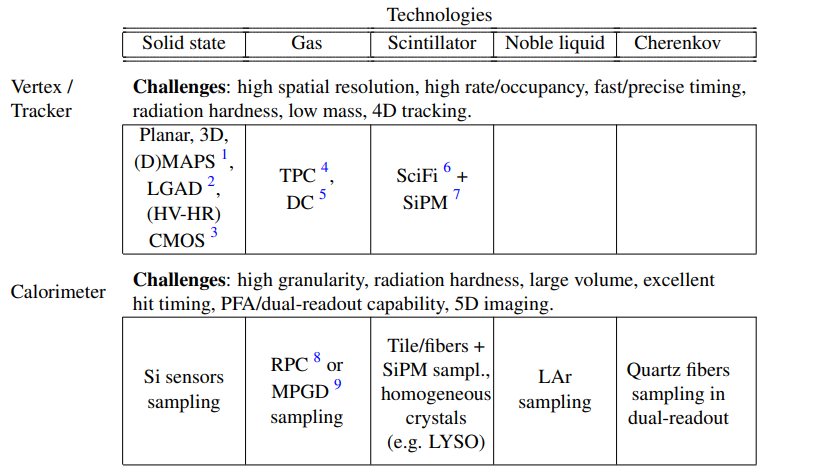 Technologies
Solid state Gas Scintillator Noble liquid Cherenkov
Vertex /
Tracker
Challenges: high spatial resolution, high rate/occupancy, fast/precise timing,
radiation hardness, low mass, 4D tracking.
Planar, 3D,
(D)MAPS 1,
LGAD 2,
(HV-HR)
CMOS 3
TPC 4,
DC 5
SciFi 6 +
SiPM 7
Calorimeter
Challenges: high granularity, radiation hardness, large volume, excellent
hit timing, PFA/dual-readout capability, 5D imaging.
Si sensors
sampling
RPC 8 or
MPGD 9
sampling
Tile/fibers +
SiPM sampl.,
homogeneous
crystals
(e.g. LYSO)
LAr
sampling
Quartz fibers
sampling in
dual-readout